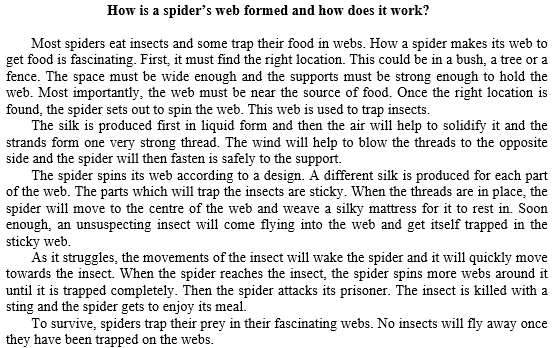 How is a spider's web formed and how does it work?
Most spiders eat insects and some trap their food in webs. How a spider makes its web to
get food is fascinating. First, it must find the right location. This could be in a bush, a tree or a
fence. The space must be wide enough and the supports must be strong enough to hold the
web. Most importantly, the web must be near the source of food. Once the right location is
found, the spider sets out to spin the web. This web is used to trap insects.
The silk is produced first in liquid form and then the air will help to solidify it and the
strands form one very strong thread. The wind will help to blow the threads to the opposite
side and the spider will then fasten is safely to the support.
The spider spins its web according to a design. A different silk is produced for each part
of the web. The parts which will trap the insects are sticky. When the threads are in place, the
spider will move to the centre of the web and weave a silky mattress for it to rest in. Soon
enough, an unsuspecting insect will come flying into the web and get itself trapped in the
sticky web.
As it struggles, the movements of the insect will wake the spider and it will quickly move
towards the insect. When the spider reaches the insect, the spider spins more webs around it
until it is trapped completely. Then the spider attacks its prisoner. The insect is killed with a
sting and the spider gets to enjoy its meal.
To survive, spiders trap their prey in their fascinating webs. No insects will fly away once
they have been trapped on the webs.